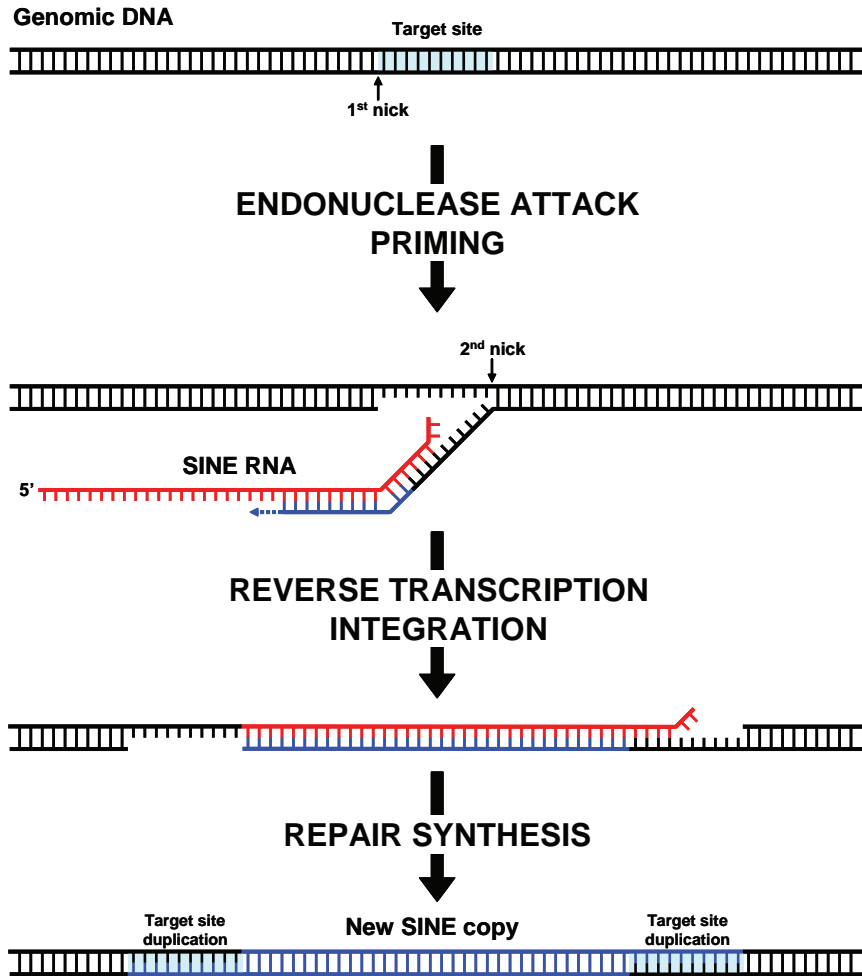 Genomic DNA
Target site
1st nick
ENDONUCLEASE ATTACK
PRIMING
2nd nick
SINE RNA
5'
REVERSE TRANSCRIPTION
INTEGRATION
REPAIR SYNTHESIS
Target site
duplication
New SINE copy
Target site
duplication